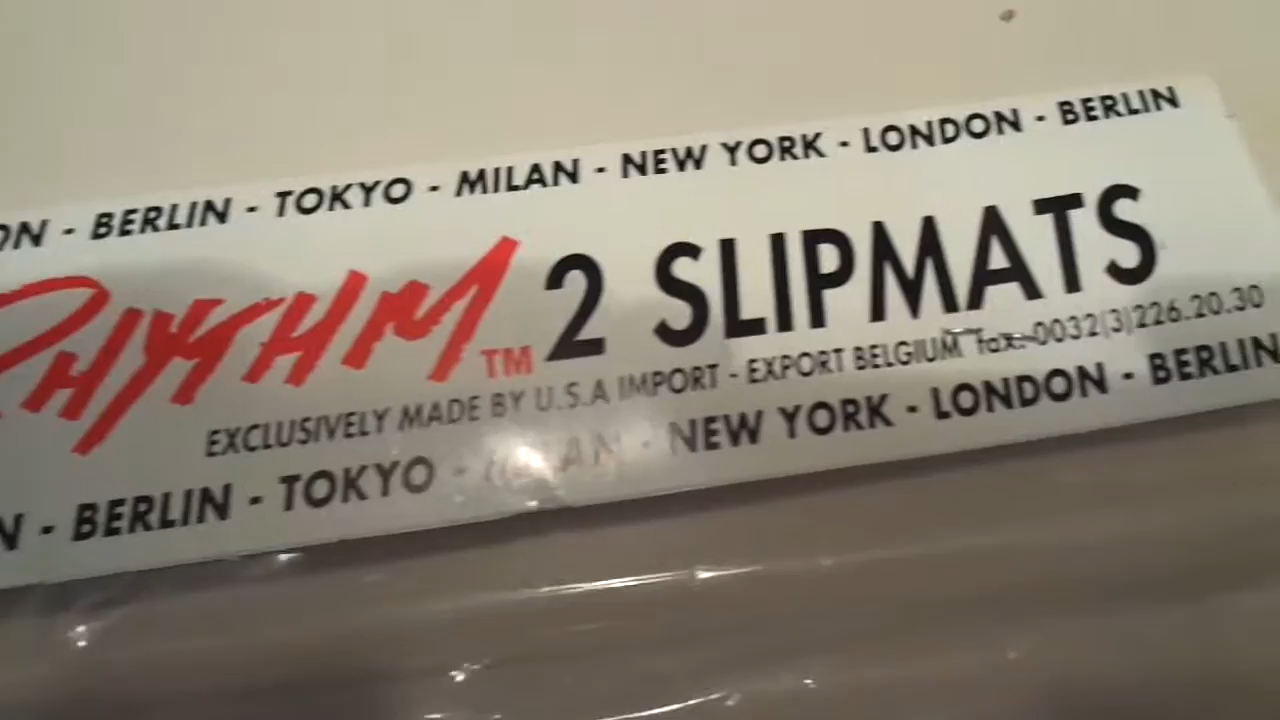 ON - BERLIN - TOKYO - MILAN - NEW YORK - LONDON - BERLIN
RHYTHM TM 2 SLIPMATS
EXCLUSIVELY MADE BY U.S.A IMPORT - EXPORT BELGIUM fax:-0032(3)226.20.30
N - BERLIN - TOKYO - MILAN - NEW YORK - LONDON - BERLIN